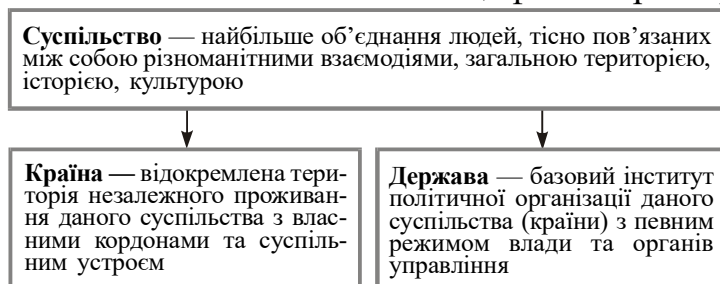 Суспільство — найбільше об’єднання людей, тісно пов’язаних
між собою різноманітними взаємодіями, загальною територією,
історією, культурою
Країна — відокремлена тери-
торія незалежного проживан-
ня даного суспільства з влас-
ними кордонами та суспіль-
ним устроєм
Держава — базовий інститут
політичної організації даного
суспільства (країни) з певним
режимом влади та органів
управління